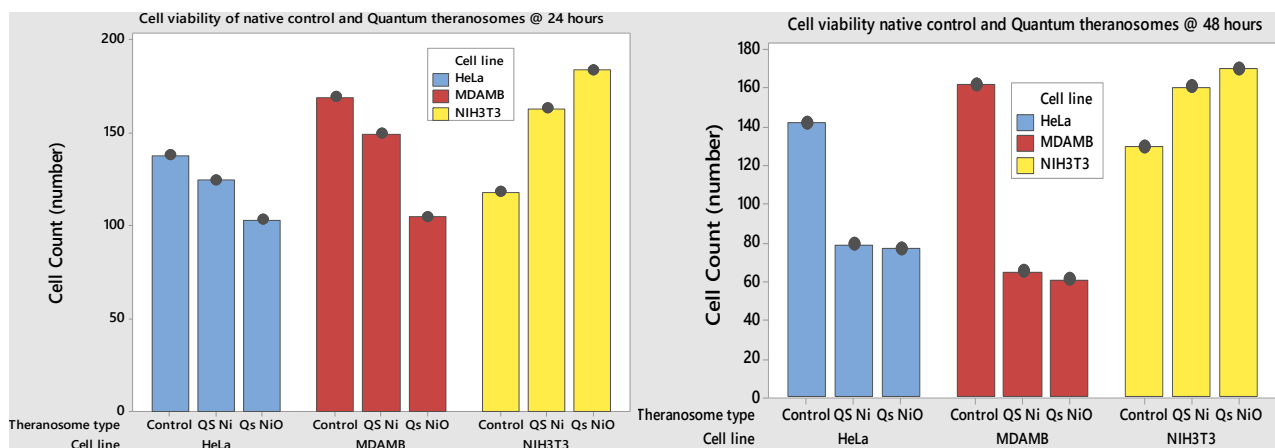 Cell viability of native control and Quantum theranosomes @ 24 hours
200
150
100
50
0
Cell Count (number)
Cell line
HeLa
MDAMB
NIH3T3
Control QS Ni Qs NiO Control QS Ni Qs NiO Control QS Ni Qs NiO
Theranosome type
Cell line HeLa MDAMB NIH3T3
Cell viability native control and Quantum theranosomes @ 48 hours
180
160
140
120
100
80
60
40
20
0
Cell Count (number)
Cell line
HeLa
MDAMB
NIH3T3
Theranosome type Control QS Ni Qs NiO Control QS Ni Qs NiO Control QS Ni Qs NiO
Cell line HeLa MDAMB NIH3T3